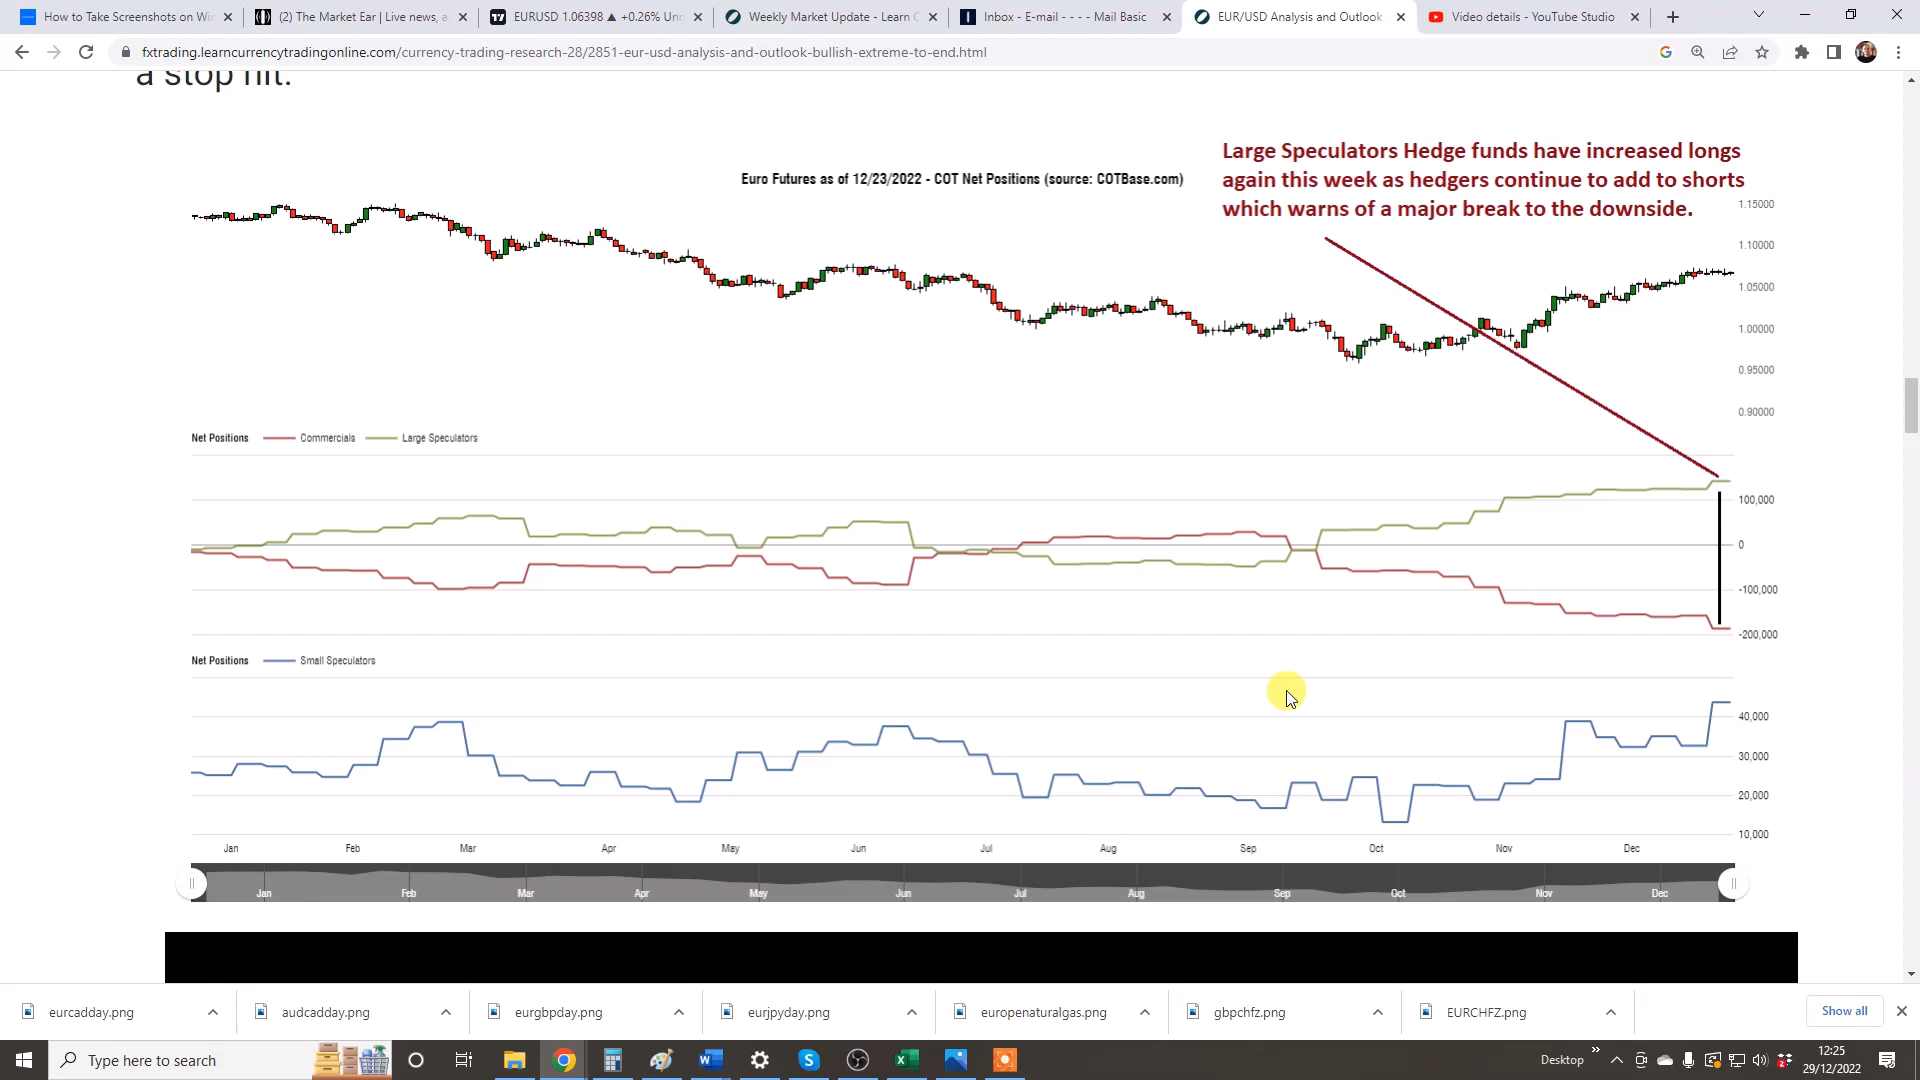 How to Take Screenshots on Wi
(2) The Market Ear | Live news, a
EURUSD 1.06398 ▲ +0.26% Unn
Weekly Market Update - Learn C
Inbox - E-mail - - - - Mail Basic
EUR/USD Analysis and Outlook
Video details - YouTube Studio
fxtrading.learncurrencytradingonline.com/currency-trading-research-28/2851-eur-usd-analysis-and-outlook-bullish-extreme-to-end.html
a stop hit.
Large Speculators Hedge funds have increased longs
again this week as hedgers continue to add to shorts
which warns of a major break to the downside.
Euro Futures as of 12/23/2022 - COT Net Positions (source: COTBase.com)
1.15000
1.10000
1.05000
1.00000
0.95000
0.90000
Net Positions Commercials Large Speculators
100,000
0
-100,000
-200,000
Net Positions Small Speculators
40,000
30,000
20,000
10,000
Jan Feb Mar Apr May Jun Jul Aug Sep Oct Nov Dec
Jan Feb Mar Apr May Jun Jul Aug Sep Oct Nov Dec
eurcadday.png
audcadday.png
eurgbpday.png
eurjpyday.png
europenaturalgas.png
gbpchfz.png
EURCHFZ.png
Show all
Type here to search
Desktop
12:25
29/12/2022